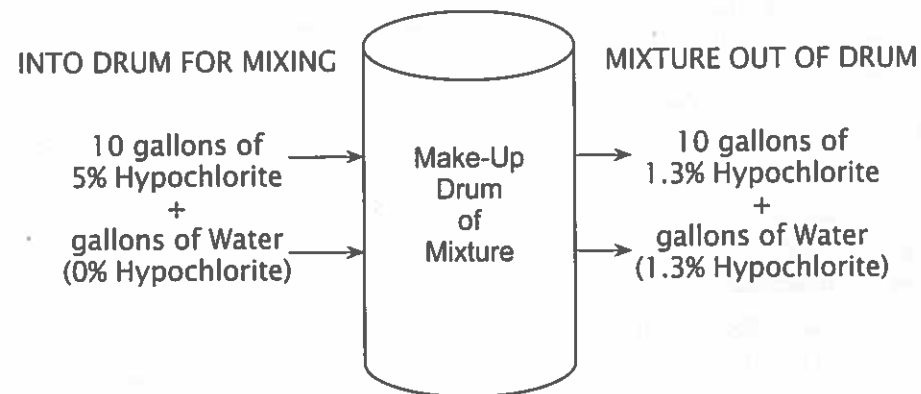 INTO DRUM FOR MIXING
10 gallons of
5% Hypochlorite
+
gallons of Water
(0% Hypochlorite)
Make-Up
Drum
of
Mixture
MIXTURE OUT OF DRUM
10 gallons of
1.3% Hypochlorite
+
gallons of Water
(1.3% Hypochlorite)